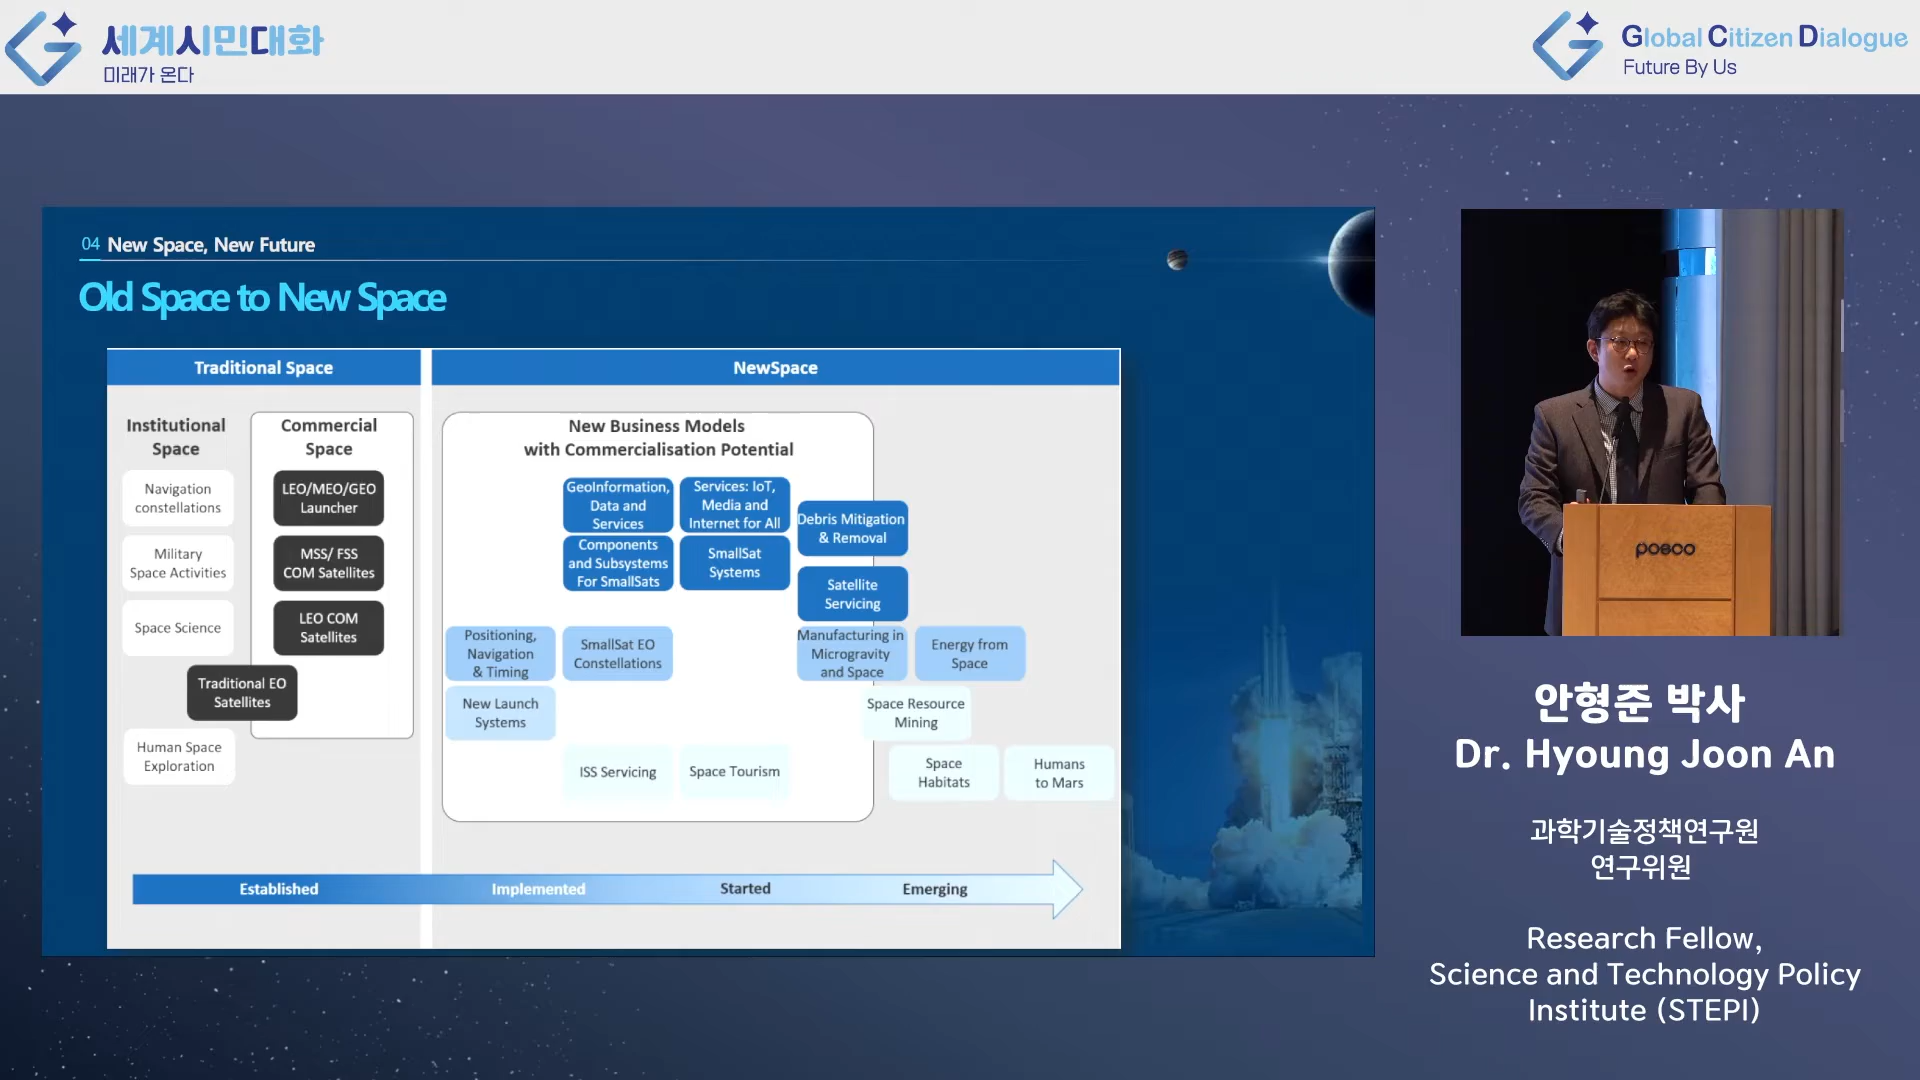 세계시민대화
미래가 온다
Global Citizen Dialogue
Future By Us
04 New Space, New Future
Old Space to New Space
Traditional Space
NewSpace
Institutional
Space
Navigation
constellations
Military
Space Activities
Space Science
Traditional EO
Satellites
Human Space
Exploration
Commercial
Space
LEO/MEO/GEO
Launcher
MSS/ FSS
COM Satellites
LEO COM
Satellites
New Business Models
with Commercialisation Potential
GeoInformation,
Data and
Services
Services: IoT,
Media and
Internet for All
Debris Mitigation
& Removal
Components
and Subsystems
For SmallSats
SmallSat
Systems
Satellite
Servicing
Positioning,
Navigation
& Timing
SmallSat EO
Constellations
Manufacturing in
Microgravity
and Space
Energy from
Space
New Launch
Systems
Space Resource
Mining
ISS Servicing
Space Tourism
Space
Habitats
Humans
to Mars
Established
Implemented
Started
Emerging
posco
안형준 박사
Dr. Hyoung Joon An
과학기술정책연구원
연구위원
Research Fellow,
Science and Technology Policy
Institute (STEPI)